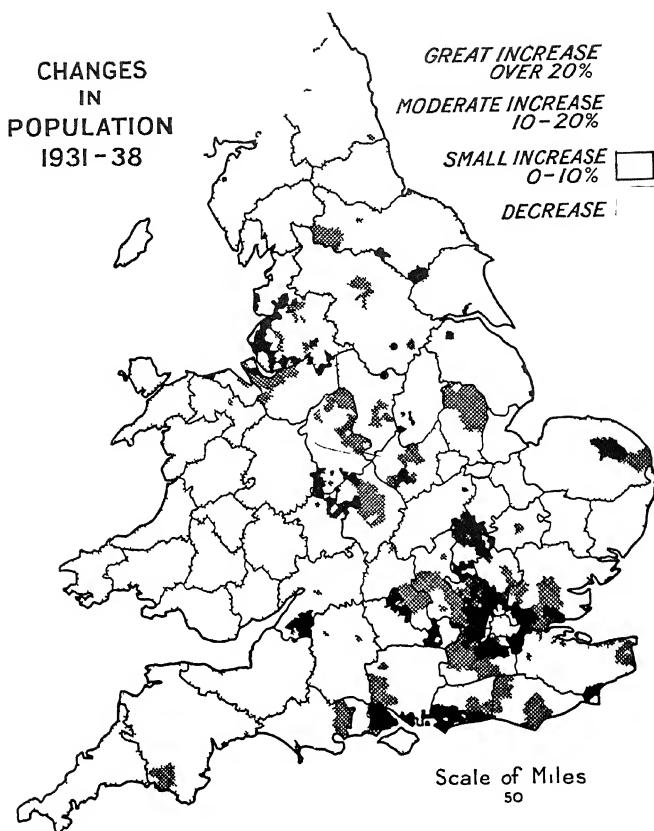 CHANGES
IN
POPULATION
1931-38
GREAT INCREASE
OVER 20%
MODERATE INCREASE
10-20%
SMALL INCREASE
0-10%
DECREASE
Scale of Miles
50